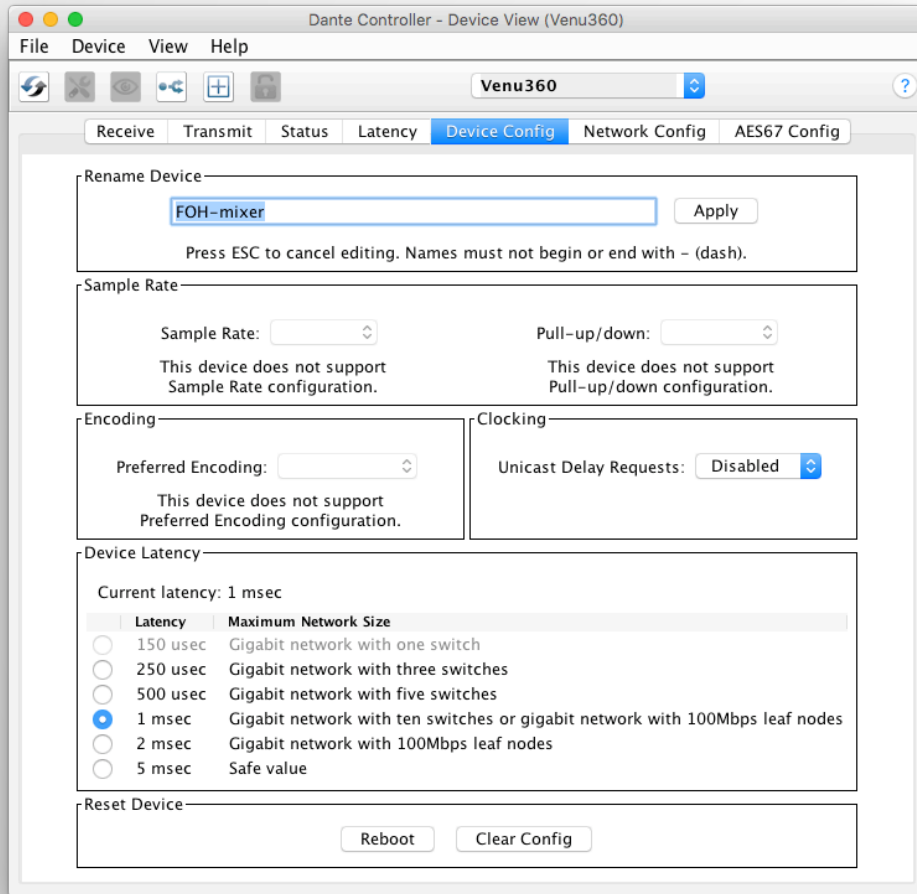 Dante Controller - Device View (Venu360)
File Device View Help
Venu360
?
Receive Transmit Status Latency Device Config Network Config AES67 Config
Rename Device
FOH-mixer Apply
Press ESC to cancel editing. Names must not begin or end with - (dash).
Sample Rate
Sample Rate: Pull-up/down:
This device does not support This device does not support
Sample Rate configuration. Pull-up/down configuration.
Encoding Clocking
Preferred Encoding: Unicast Delay Requests: Disabled
This device does not support
Preferred Encoding configuration.
Device Latency
Current latency: 1 msec
Latency Maximum Network Size
150 usec Gigabit network with one switch
250 usec Gigabit network with three switches
500 usec Gigabit network with five switches
1 msec Gigabit network with ten switches or gigabit network with 100Mbps leaf nodes
2 msec Gigabit network with 100Mbps leaf nodes
5 msec Safe value
Reset Device
Reboot Clear Config